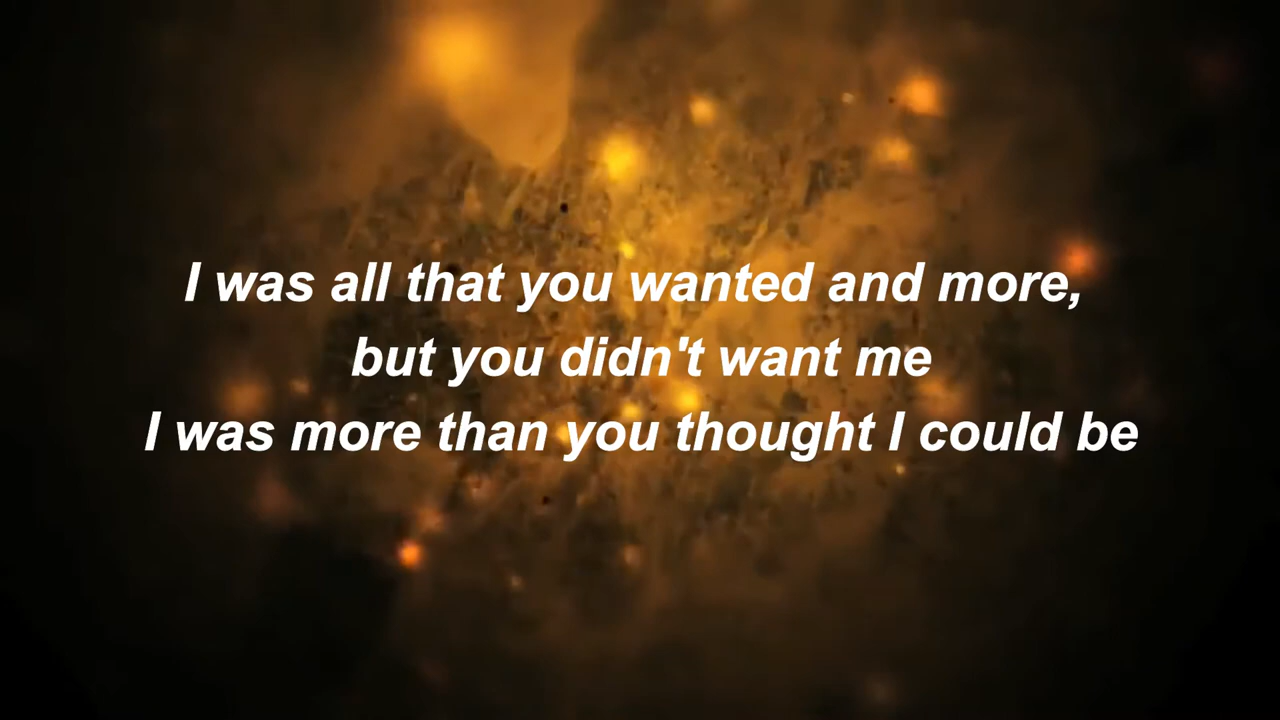 I was all that you wanted and more,
but you didn't want me
I was more than you thought I could be